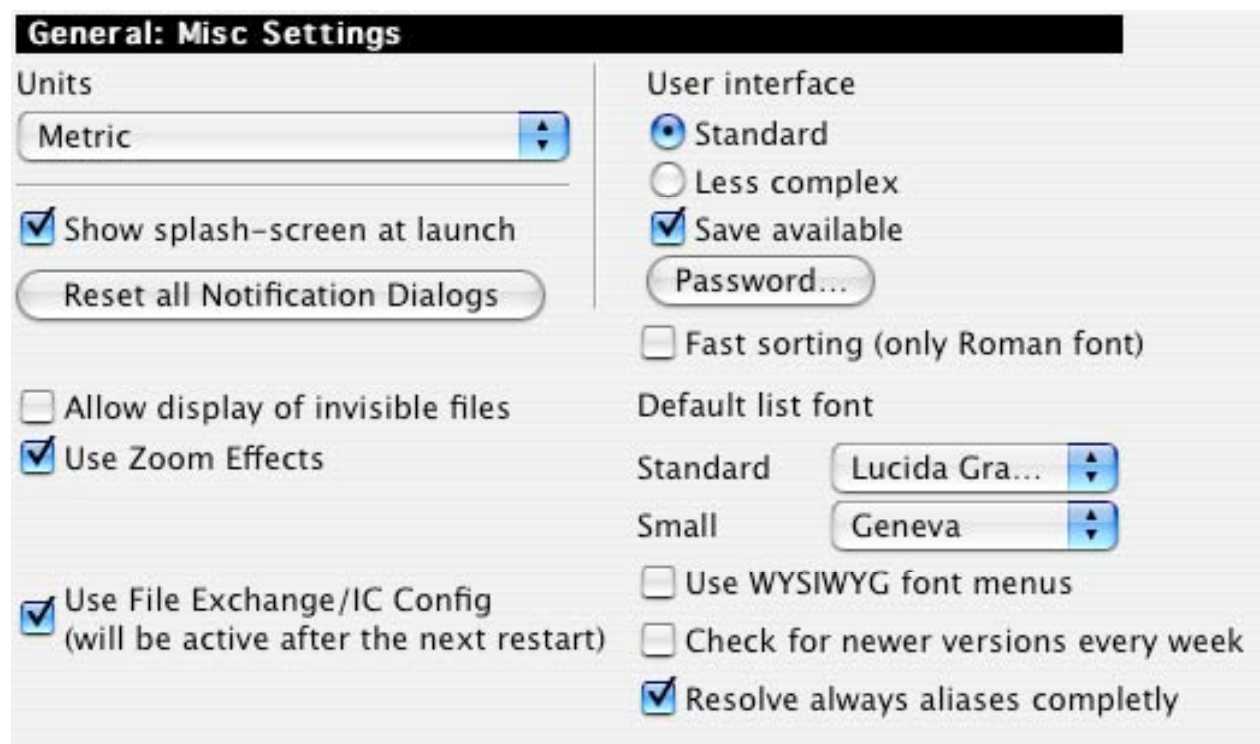 General: Misc Settings
Units
Metric
Show splash-screen at launch
Reset all Notification Dialogs
Allow display of invisible files
Use Zoom Effects
Use File Exchange/IC Config
(will be active after the next restart)
User interface
Standard
Less complex
Save available
Password...
Fast sorting (only Roman font)
Default list font
Standard Lucida Gra...
Small Geneva
Use WYSIWYG font menus
Check for newer versions every week
Resolve always aliases completly